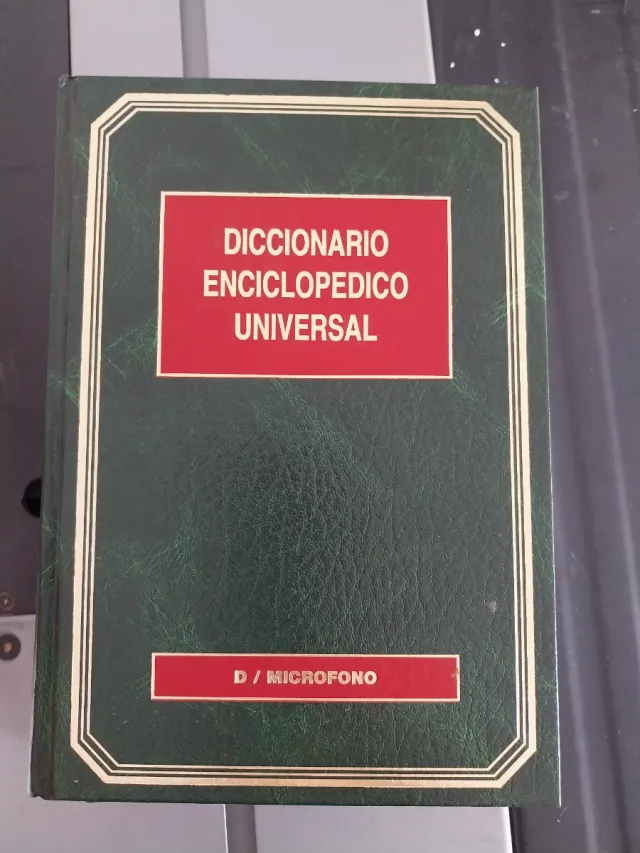 DICCIONARIO
ENCICLOPEDICO
UNIVERSAL
D / MICROFONO